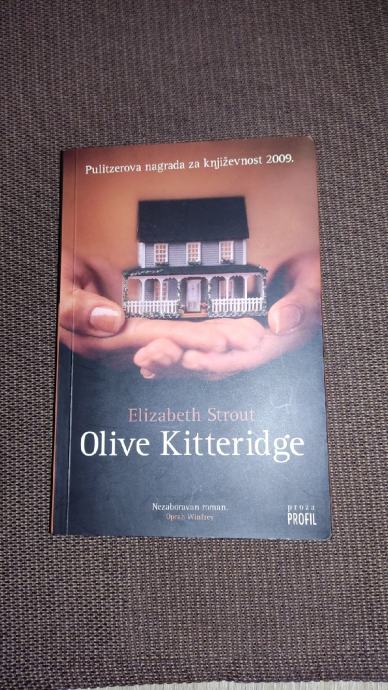 Pulitzerova nagrada za književnost 2009.
Elizabeth Strout
Olive Kitteridge
Nezaboravan roman.
Oprah Winfrey
proza
PROFIL